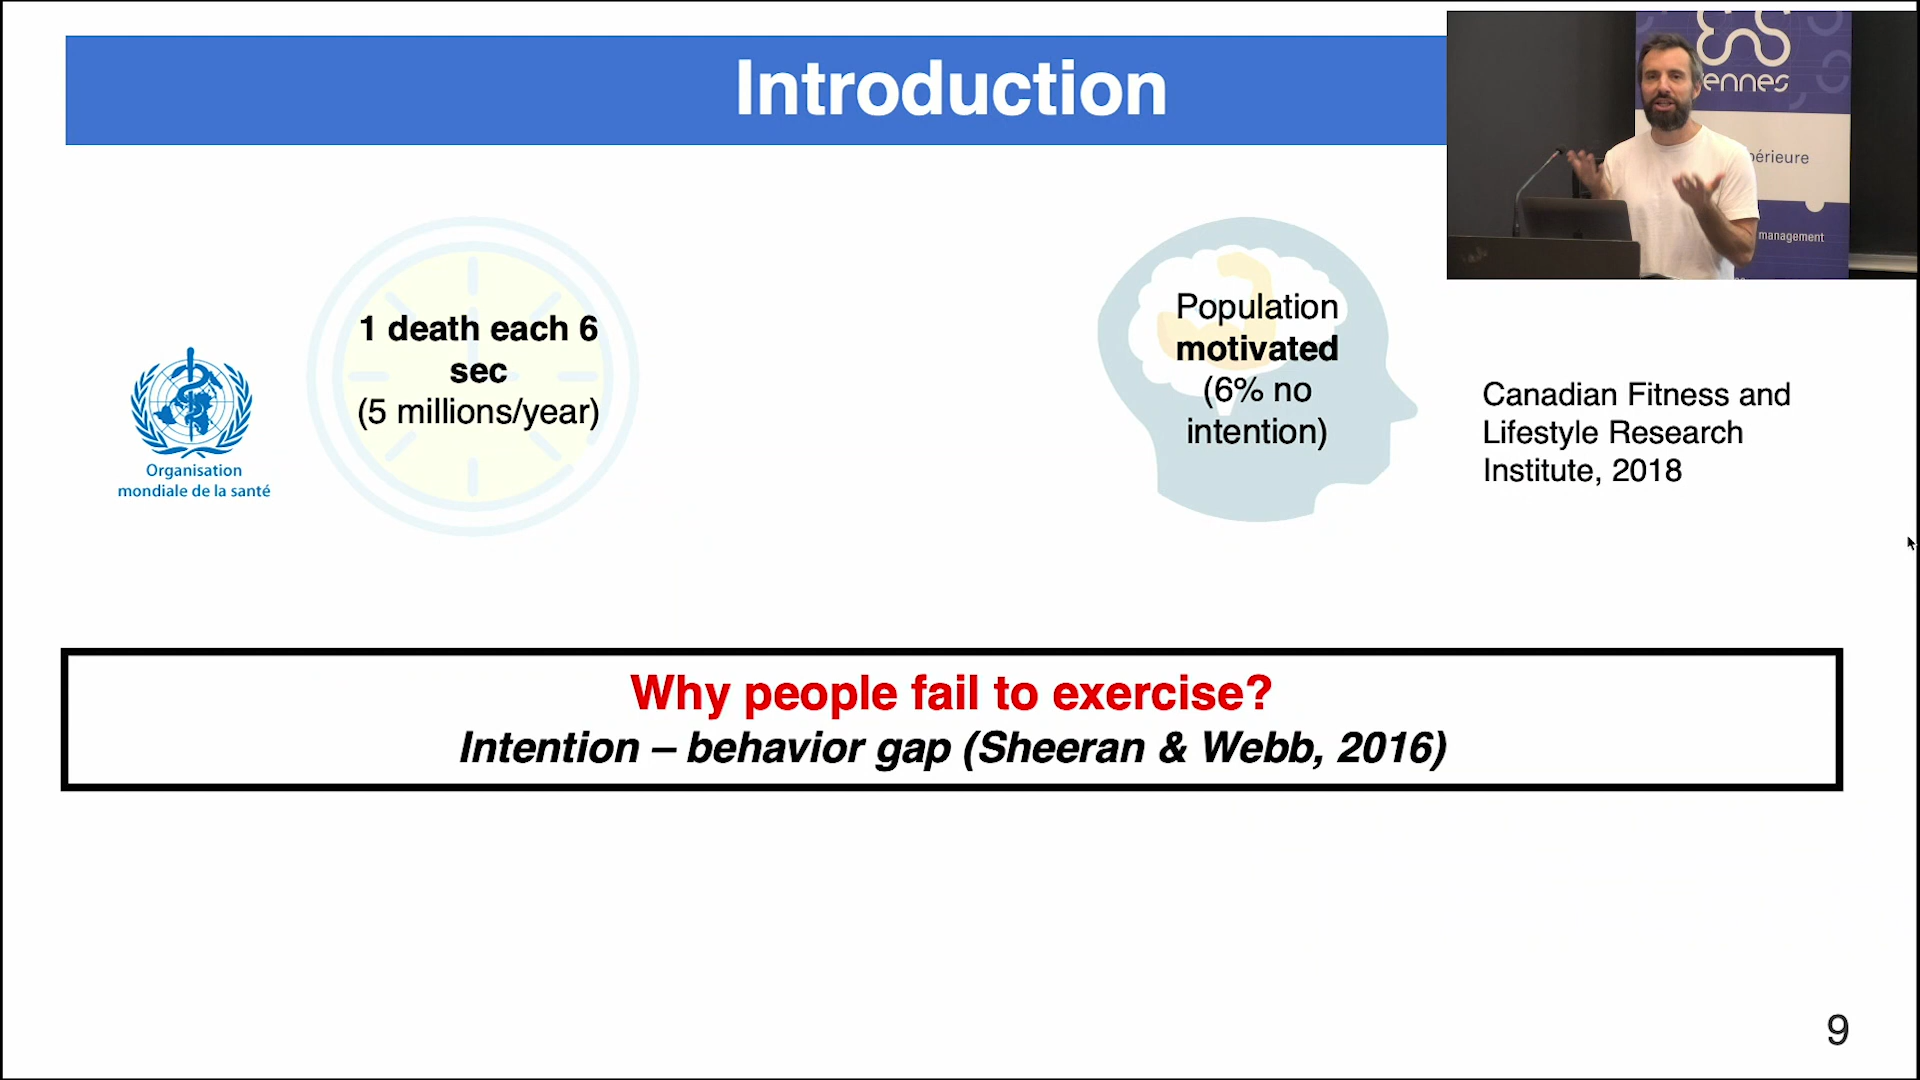 Introduction
ennes
périeure
management
1 death each 6
sec
(5 millions/year)
Organisation
mondiale de la santé
Population
motivated
(6% no
intention)
Canadian Fitness and
Lifestyle Research
Institute, 2018
Why people fail to exercise?
Intention – behavior gap (Sheeran & Webb, 2016)
9